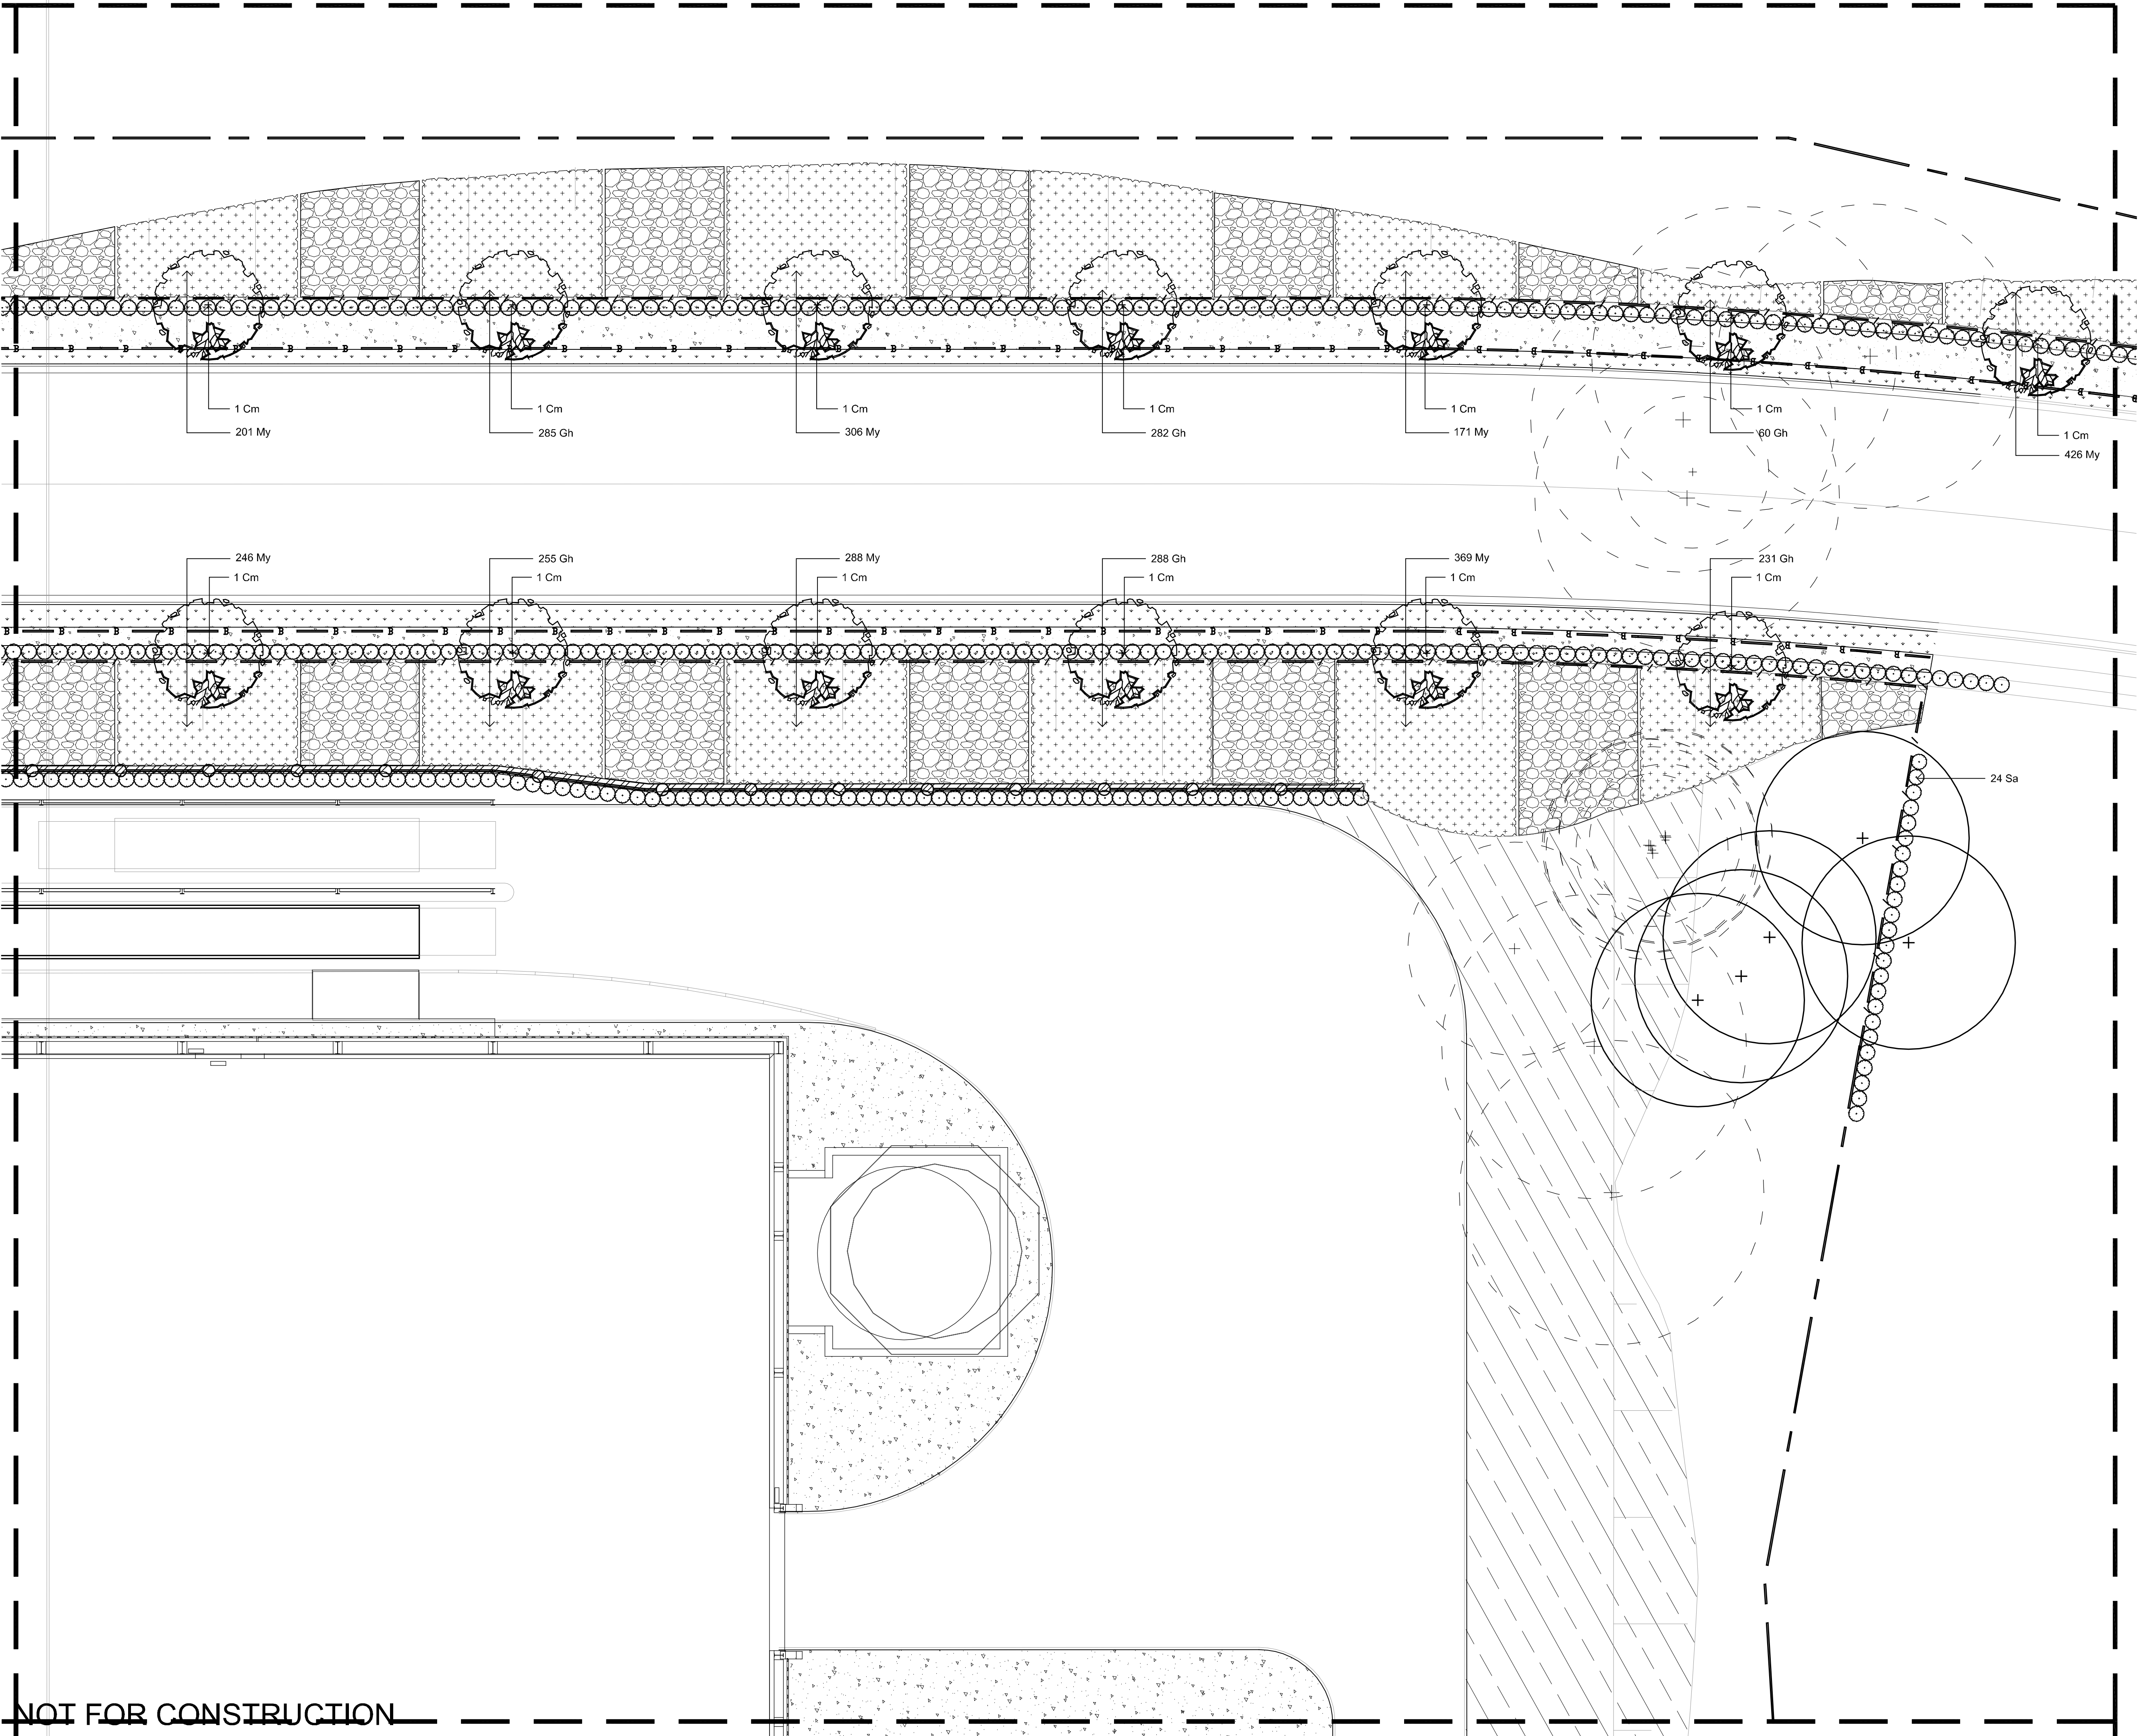 1 Cm
201 My
1 Cm
285 Gh
1 Cm
306 My
1 Cm
282 Gh
1 Cm
171 My
1 Cm
60 Gh
1 Cm
426 My
246 My
1 Cm
255 Gh
1 Cm
288 My
1 Cm
288 Gh
1 Cm
369 My
1 Cm
231 Gh
1 Cm
24 Sa
NOT FOR CONSTRUCTION